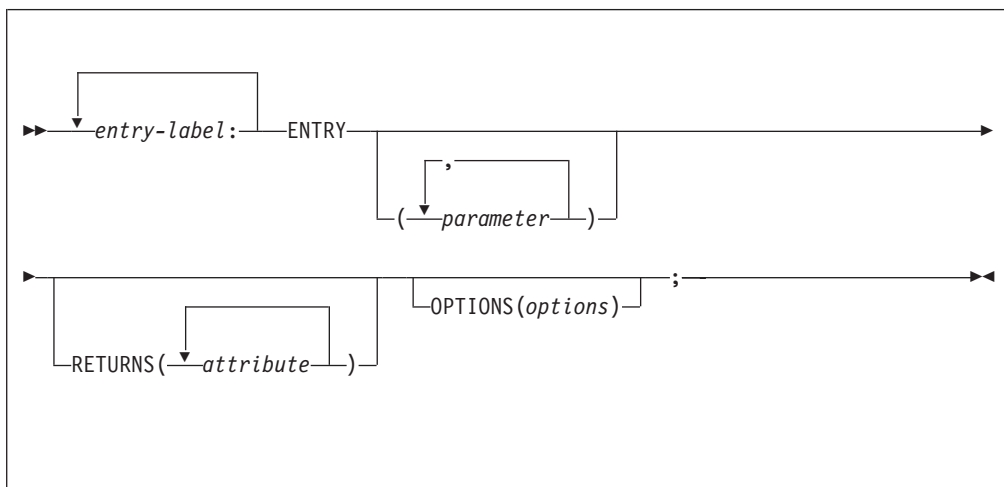 entry-label: ENTRY
,
( parameter )
RETURNS( attribute ) OPTIONS(options) ;